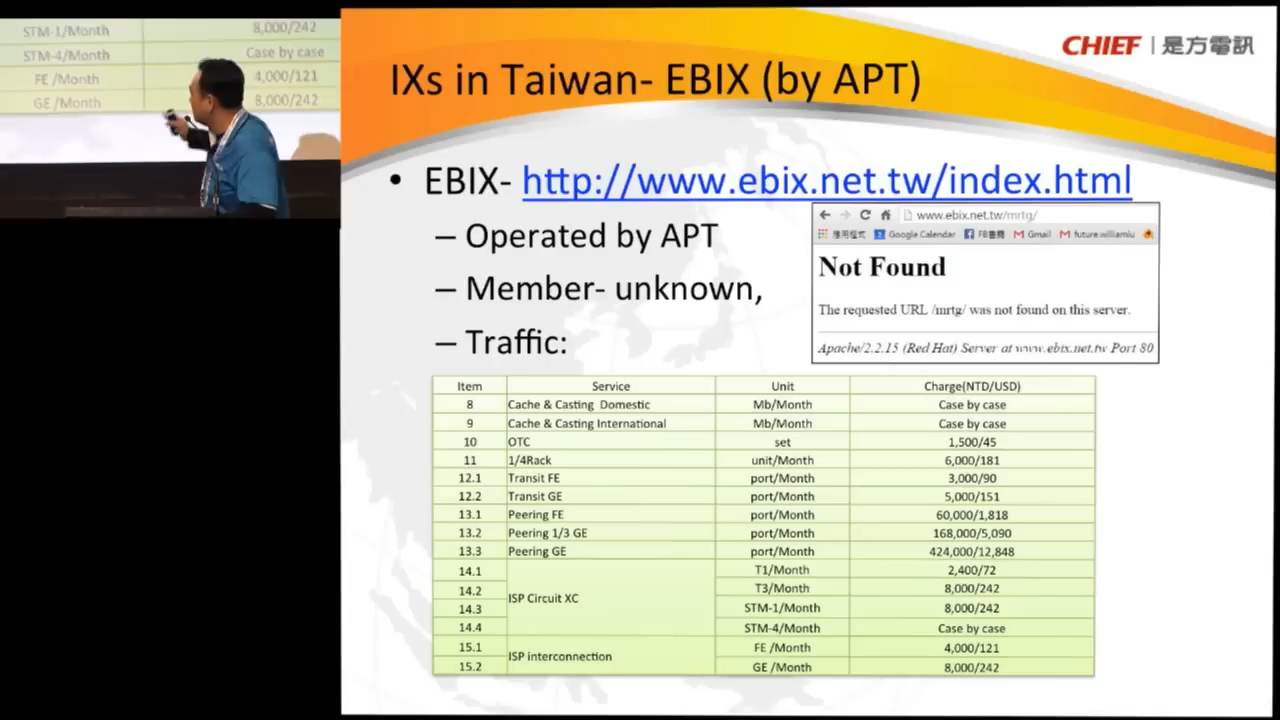 STM-1/Month 8,000/242
STM-4/Month Case by case
FE /Month 4,000/121
GE /Month 8,000/242
CHIEF 是方電訊
IXs in Taiwan- EBIX (by APT)
• EBIX- http://www.ebix.net.tw/index.html
– Operated by APT
– Member- unknown,
– Traffic:
www.ebix.net.tw/mrtg/
應用程式 Google Calendar Gmail future.williamlu
Not Found
The requested URL /mrtg/ was not found on this server.
Apache/2.2.15 (Red Hat) Server at www.ebix.net.tw Port 80
Item Service Unit Charge(NTD/USD)
8 Cache & Casting Domestic Mb/Month Case by case
9 Cache & Casting International Mb/Month Case by case
10 OTC set 1,500/45
11 1/4Rack unit/Month 6,000/181
12.1 Transit FE port/Month 3,000/90
12.2 Transit GE port/Month 5,000/151
13.1 Peering FE port/Month 60,000/1,818
13.2 Peering 1/3 GE port/Month 168,000/5,090
13.3 Peering GE port/Month 424,000/12,848
14.1 T1/Month 2,400/72
14.2 T3/Month 8,000/242
ISP Circuit XC
14.3 STM-1/Month 8,000/242
14.4 STM-4/Month Case by case
15.1 FE /Month 4,000/121
ISP interconnection
15.2 GE /Month 8,000/242